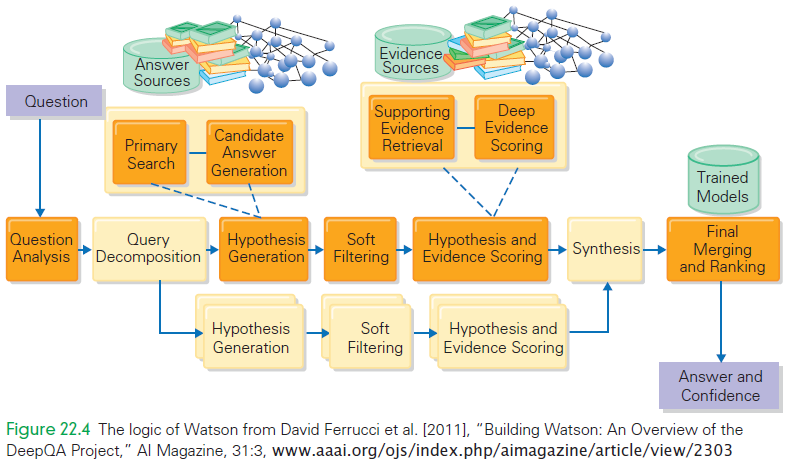 Answer
Sources
Evidence
Sources
Question
Primary
Search
Candidate
Answer
Generation
Supporting
Evidence
Retrieval
Deep
Evidence
Scoring
Trained
Models
Question
Analysis
Query
Decomposition
Hypothesis
Generation
Soft
Filtering
Hypothesis and
Evidence Scoring
Synthesis
Final
Merging
and Ranking
Hypothesis
Generation
Soft
Filtering
Hypothesis and
Evidence Scoring
Answer and
Confidence
Figure 22.4 The logic of Watson from David Ferrucci et al. [2011], “Building Watson: An Overview of the
DeepQA Project,” AI Magazine, 31:3, www.aaai.org/ojs/index.php/aimagazine/article/view/2303